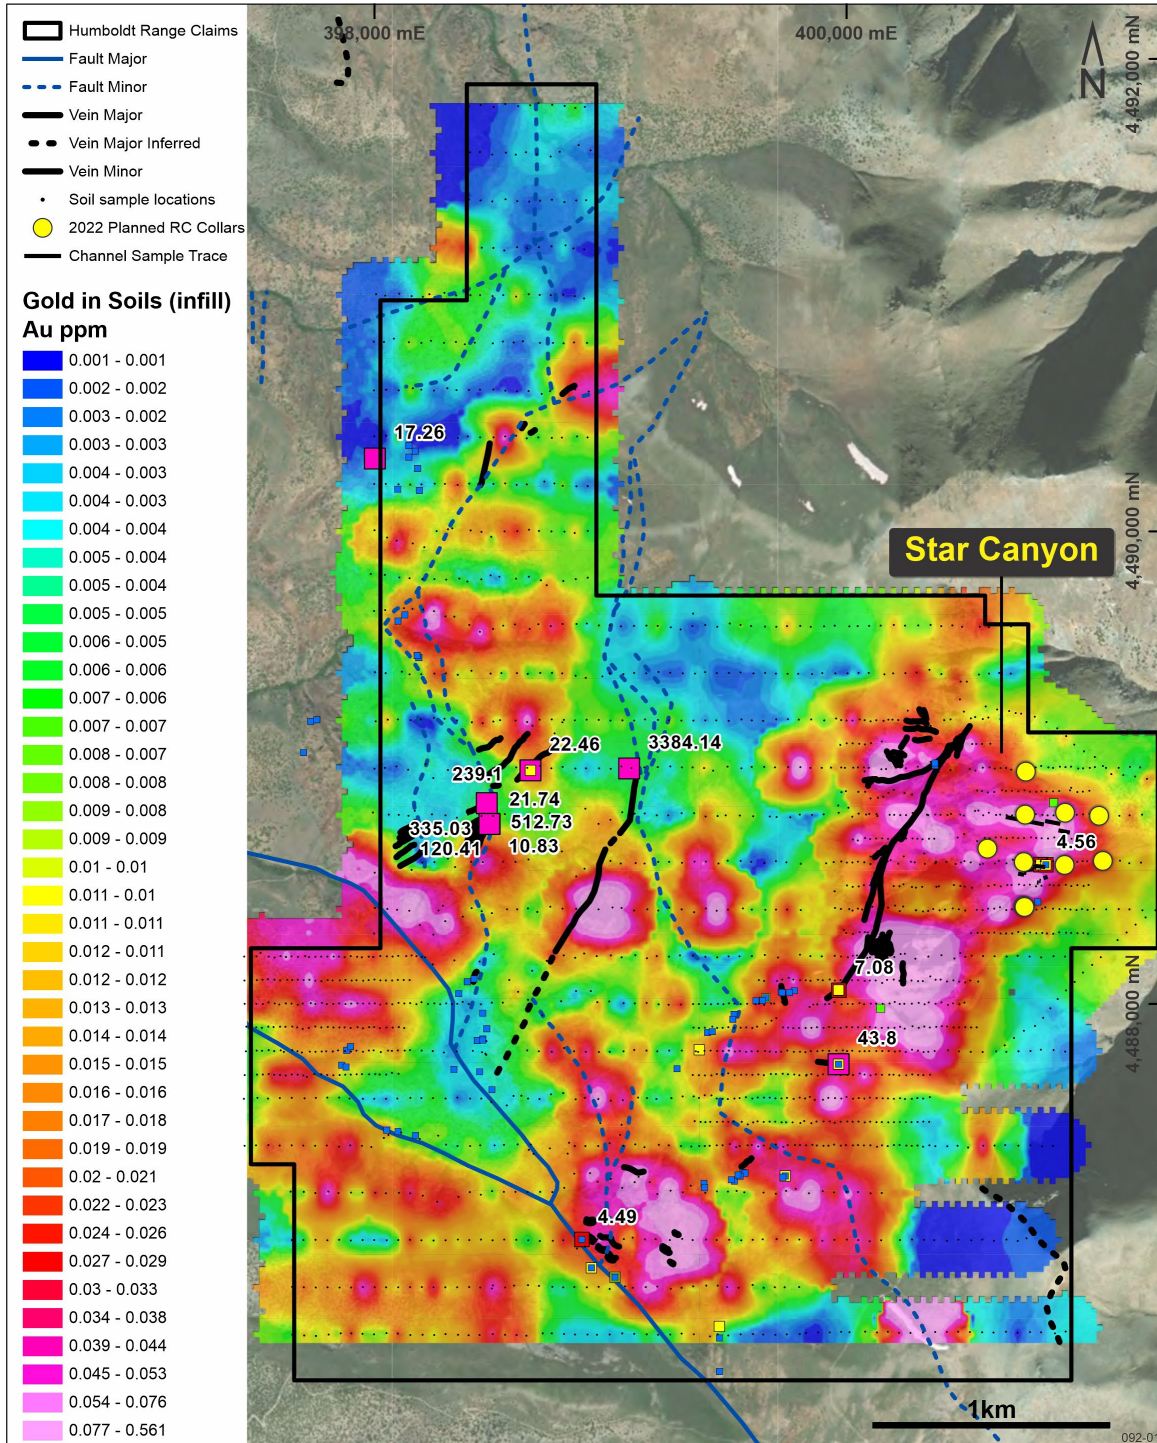 Humboldt Range Claims
Fault Major
Fault Minor
Vein Major
Vein Major Inferred
Vein Minor
Soil sample locations
2022 Planned RC Collars
Channel Sample Trace
Gold in Soils (infill)
Au ppm
0.001 - 0.001
0.002 - 0.002
0.003 - 0.002
0.003 - 0.003
0.004 - 0.003
0.004 - 0.003
0.004 - 0.004
0.005 - 0.004
0.005 - 0.004
0.005 - 0.005
0.006 - 0.005
0.006 - 0.006
0.007 - 0.006
0.007 - 0.007
0.008 - 0.007
0.008 - 0.008
0.009 - 0.008
0.009 - 0.009
0.01 - 0.01
0.011 - 0.01
0.011 - 0.011
0.012 - 0.011
0.012 - 0.012
0.013 - 0.013
0.014 - 0.014
0.015 - 0.015
0.016 - 0.016
0.017 - 0.018
0.019 - 0.019
0.02 - 0.021
0.022 - 0.023
0.024 - 0.026
0.027 - 0.029
0.03 - 0.033
0.034 - 0.038
0.039 - 0.044
0.045 - 0.053
0.054 - 0.076
0.077 - 0.561
398,000 mE
400,000 mE
N
4,492,000 mN
17.26
4,490,000 mN
Star Canyon
22.46
3384.14
239.1
21.74
335.03
512.73
120.41
10.83
4.56
7.08
4,488,000 mN
43.8
4.49
1km
092-01